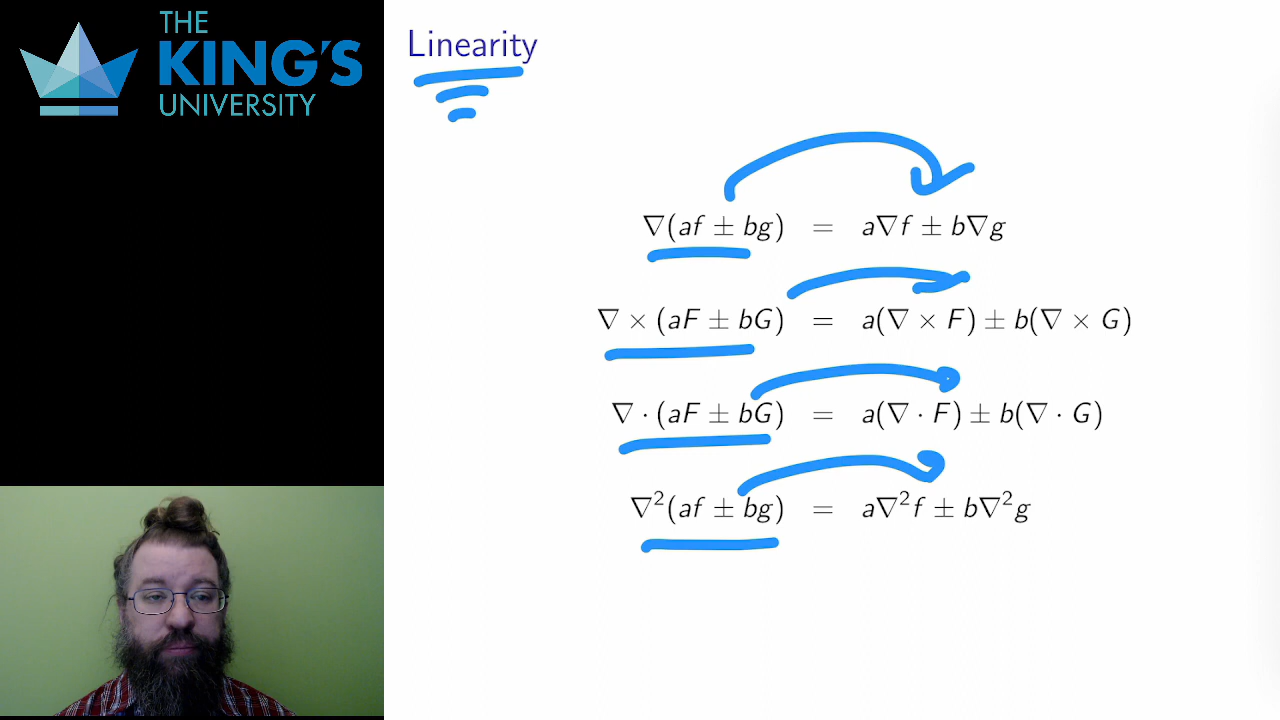 THE
KING'S
UNIVERSITY
Linearity
∇(af ± bg) = a∇f ± b∇g
∇ × (aF ± bG) = a(∇ × F) ± b(∇ × G)
∇ · (aF ± bG) = a(∇ · F) ± b(∇ · G)
∇²(af ± bg) = a∇²f ± b∇²g